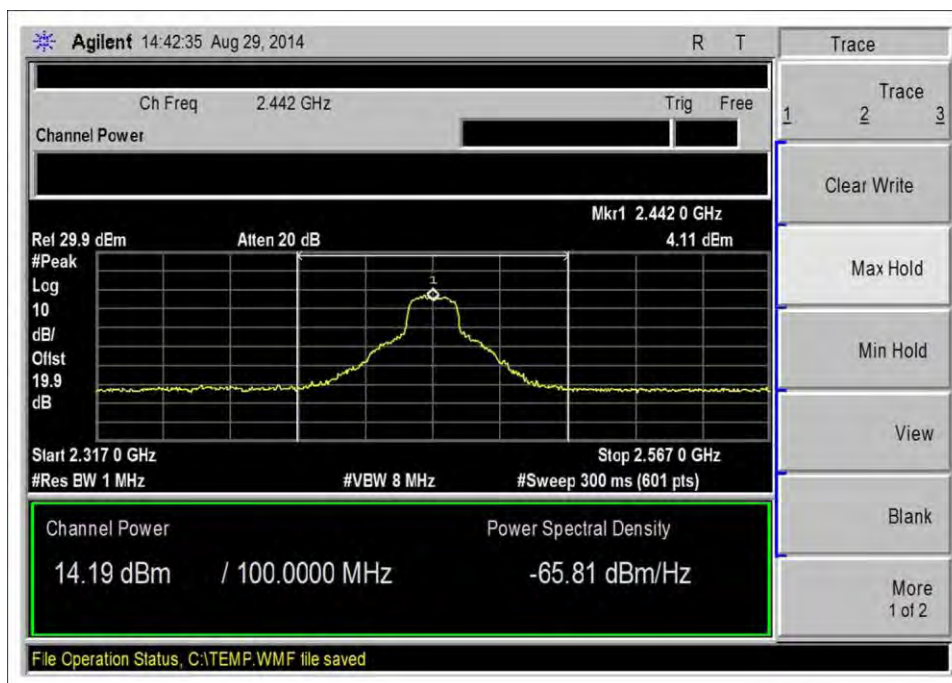 Agilent 14:42:35 Aug 29, 2014 R T
Trace
Ch Freq 2.442 GHz Trig Free
Channel Power
Mkr1 2.442 0 GHz
Ref 29.9 dBm Atten 20 dB 4.11 dBm
#Peak
Log
10
dB/
Offst
19.9
dB
1
Start 2.317 0 GHz Stop 2.567 0 GHz
#Res BW 1 MHz #VBW 8 MHz #Sweep 300 ms (601 pts)
Channel Power Power Spectral Density
14.19 dBm / 100.0000 MHz -65.81 dBm/Hz
File Operation Status, C:\TEMP.WMF file saved
Trace
1 2 3
Clear Write
Max Hold
Min Hold
View
Blank
More
1 of 2